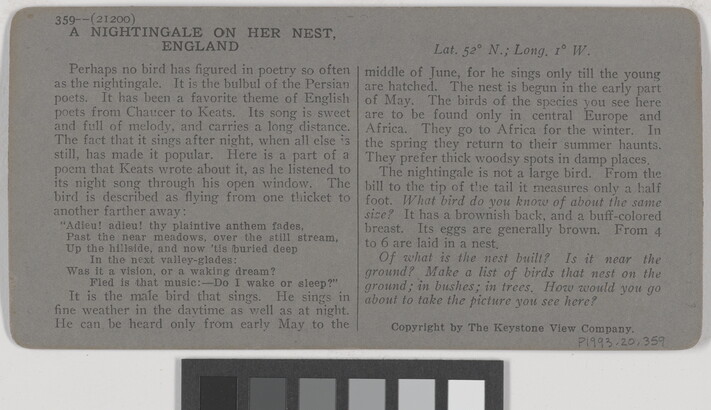 359--(21200)
A NIGHTINGALE ON HER NEST,
ENGLAND
Perhaps no bird has figured in poetry so often
as the nightingale. It is the bulbul of the Persian
poets. It has been a favorite theme of English
poets from Chaucer to Keats. Its song is sweet
and full of melody, and carries a long distance.
The fact that it sings after night, when all else is
still, has made it popular. Here is a part of a
poem that Keats wrote about it, as he listened to
its night song through his open window. The
bird is described as flying from one thicket to
another farther away:
"Adieu! adieu! thy plaintive anthem fades,
Past the near meadows, over the still stream,
Up the hillside, and now 'tis buried deep
In the next valley-glades:
Was it a vision, or a waking dream?
Fled is that music:—Do I wake or sleep?"
It is the male bird that sings. He sings in
fine weather in the daytime as well as at night.
He can be heard only from early May to the
Lat. 52° N.; Long. 1° W.
middle of June, for he sings only till the young
are hatched. The nest is begun in the early part
of May. The birds of the species you see here
are to be found only in central Europe and
Africa. They go to Africa for the winter. In
the spring they return to their summer haunts.
They prefer thick woodsy spots in damp places.
The nightingale is not a large bird. From the
bill to the tip of the tail it measures only a half
foot. What bird do you know of about the same
size? It has a brownish back, and a buff-colored
breast. Its eggs are generally brown. From 4
to 6 are laid in a nest.
Of what is the nest built? Is it near the
ground? Make a list of birds that nest on the
ground; in bushes; in trees. How would you go
about to take the picture you see here?
Copyright by The Keystone View Company.
P1993.20.359